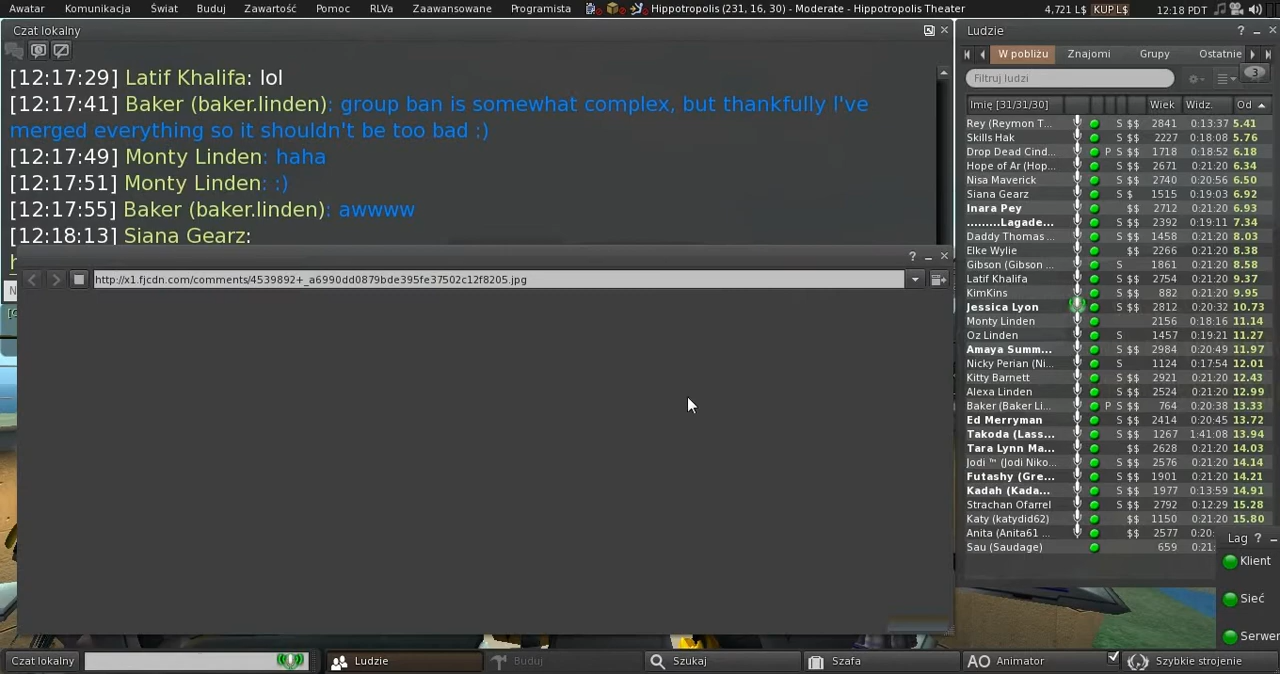 Awatar Komunikacja Świat Buduj Zawartość Pomoc RLVa Zaawansowane Programista Hippotropolis (231, 16, 30) - Moderate - Hippotropolis Theater 4,721 L$ KUP L$ 12:18 PDT
Czat lokalny
[12:17:29] Latif Khalifa: lol
[12:17:41] Baker (baker.linden): group ban is somewhat complex, but thankfully I've
merged everything so it shouldn't be too bad :)
[12:17:49] Monty Linden: haha
[12:17:51] Monty Linden: :)
[12:17:55] Baker (baker.linden): awwww
[12:18:13] Siana Gearz:
http://x1.fjcdn.com/comments/4539892+_a6990dd0879bde395fe37502c12f8205.jpg
Ludzie
W pobliżu Znajomi Grupy Ostatnie
3
Filtruj ludzi
Imię [31/31/30] Wiek Widz. Od
Rey (Reymon T... S $$ 2841 0:13:37 5.41
Skills Hak S $$ 2227 0:18:08 5.76
Drop Dead Cind... P S $$ 1718 0:18:52 6.18
Hope of Ar (Hop... S $$ 2671 0:21:20 6.34
Nisa Maverick S $$ 2740 0:20:56 6.50
Siana Gearz S $ 1515 0:19:03 6.92
Inara Pey $$ 2712 0:21:20 6.93
.........Lagade... S $$ 2392 0:19:11 7.34
Daddy Thomas ... S $$ 1458 0:21:20 8.03
Elke Wylie $$ 2266 0:21:20 8.38
Gibson (Gibson ... S 1861 0:21:20 8.58
Latif Khalifa S $$ 2754 0:21:20 9.37
KimKins S $ 882 0:21:20 9.95
Jessica Lyon S $$ 2812 0:20:32 10.73
Monty Linden 2156 0:18:16 11.14
Oz Linden S 1457 0:19:21 11.27
Amaya Summ... S $$ 2984 0:20:49 11.97
Nicky Perian (Ni... S 1124 0:17:54 12.01
Kitty Barnett S $$ 2921 0:21:20 12.43
Alexa Linden S $$ 2524 0:21:20 12.99
Baker (Baker Li... P S $$ 764 0:20:38 13.33
Ed Merryman S $$ 2414 0:20:45 13.72
Takoda (Lass... S $$ 1267 1:41:08 13.94
Tara Lynn Ma... $$ 2628 0:21:20 14.03
Jodi ™ (Jodi Niko... S $$ 2576 0:21:20 14.14
Futashy (Gre... S $$ 1901 0:21:20 14.21
Kadah (Kada... S $$ 1977 0:13:59 14.91
Strachan Ofarrel S $$ 2792 0:12:29 15.28
Katy (katydid62) $$ 1150 0:21:20 15.80
Anita (Anita61 ... $$ 2577 0:20:
Sau (Saudage) 659 0:21:
Lag
Klient
Sieć
Serwer
Czat lokalny Ludzie Buduj Szukaj Szafa AO Animator Szybkie strojenie